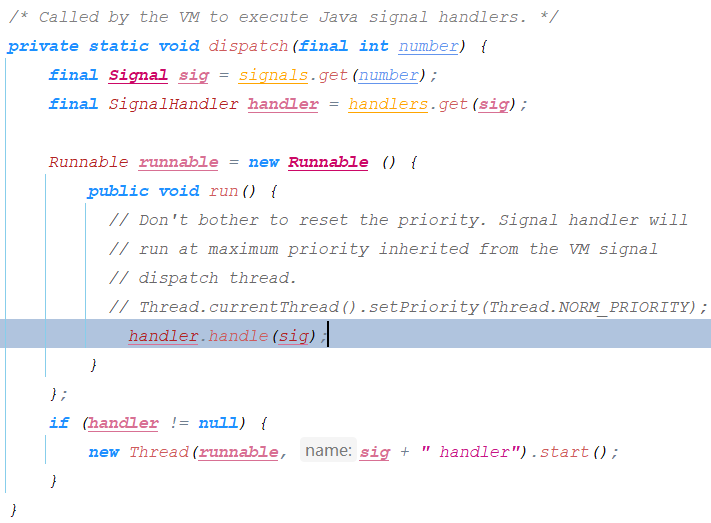 /* Called by the VM to execute Java signal handlers. */
private static void dispatch(final int number) {
final Signal sig = signals.get(number);
final SignalHandler handler = handlers.get(sig);
Runnable runnable = new Runnable () {
public void run() {
// Don't bother to reset the priority. Signal handler will
// run at maximum priority inherited from the VM signal
// dispatch thread.
// Thread.currentThread().setPriority(Thread.NORM_PRIORITY);
handler.handle(sig);
}
};
if (handler != null) {
new Thread(runnable, name: sig + " handler").start();
}
}